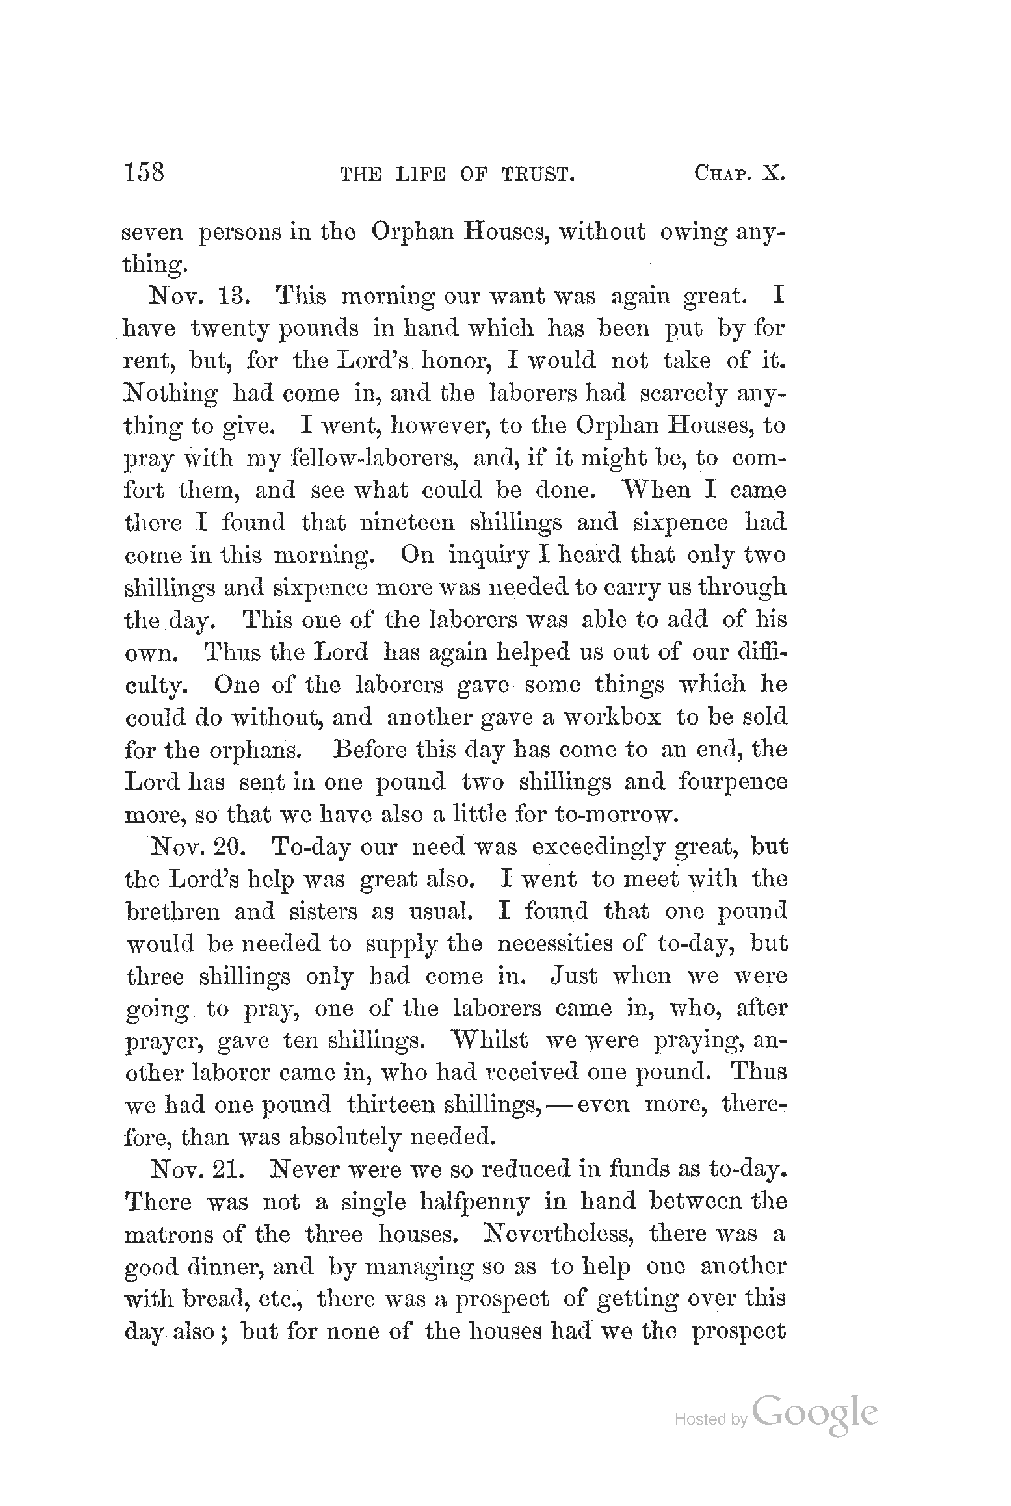 158 THE LIFE OF TRUST. CHAP. X.
seven persons in the Orphan Houses, without owing any-
thing.
Nov. 13. This morning our want was again great. I
have twenty pounds in hand which has been put by for
rent, but, for the Lord's honor, I would not take of it.
Nothing had come in, and the laborers had scarcely any-
thing to give. I went, however, to the Orphan Houses, to
pray with my fellow-laborers, and, if it might be, to com-
fort them, and see what could be done. When I came
there I found that nineteen shillings and sixpence had
come in this morning. On inquiry I heard that only two
shillings and sixpence more was needed to carry us through
the day. This one of the laborers was able to add of his
own. Thus the Lord has again helped us out of our diffi-
culty. One of the laborers gave some things which he
could do without, and another gave a workbox to be sold
for the orphans. Before this day has come to an end, the
Lord has sent in one pound two shillings and fourpence
more, so that we have also a little for to-morrow.
Nov. 20. To-day our need was exceedingly great, but
the Lord's help was great also. I went to meet with the
brethren and sisters as usual. I found that one pound
would be needed to supply the necessities of to-day, but
three shillings only had come in. Just when we were
going to pray, one of the laborers came in, who, after
prayer, gave ten shillings. Whilst we were praying, an-
other laborer came in, who had received one pound. Thus
we had one pound thirteen shillings,—even more, there-
fore, than was absolutely needed.
Nov. 21. Never were we so reduced in funds as to-day.
There was not a single halfpenny in hand between the
matrons of the three houses. Nevertheless, there was a
good dinner, and by managing so as to help one another
with bread, etc., there was a prospect of getting over this
day also; but for none of the houses had we the prospect
Hosted by Google